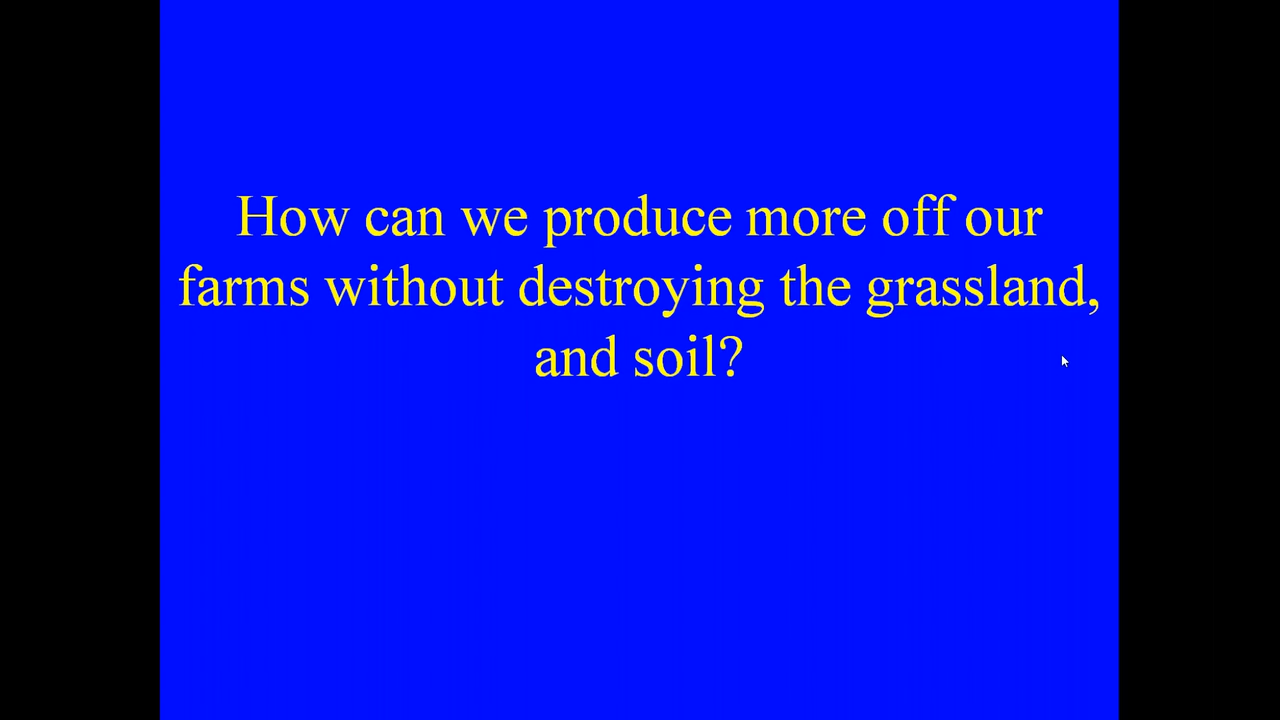 How can we produce more off our
farms without destroying the grassland,
and soil?